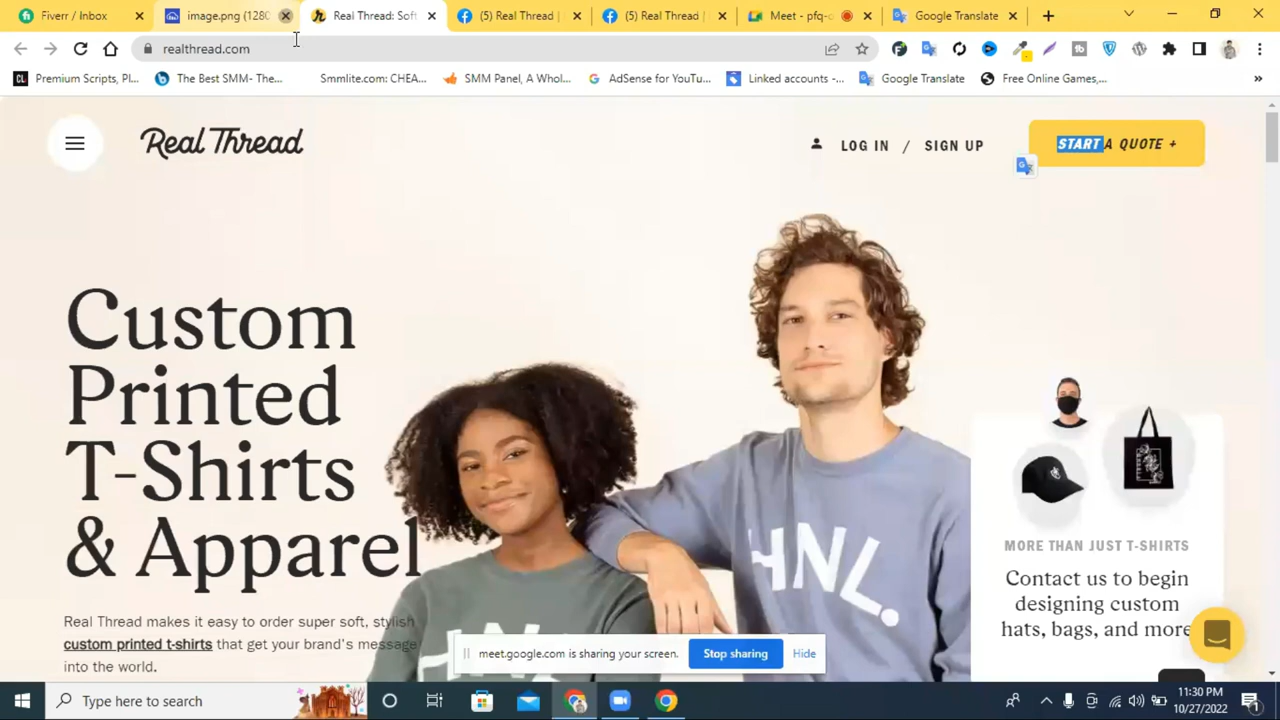 Fiverr / Inbox
image.png (1280
Real Thread: Sof
(5) Real Thread |
(5) Real Thread |
Meet - pfq-
Google Translate
realthread.com
Premium Scripts, Pl...
The Best SMM- The...
Smmlite.com: CHEA...
SMM Panel, A Whol...
AdSense for YouTu...
Linked accounts -...
Google Translate
Free Online Games,...
Real Thread
LOG IN / SIGN UP
START A QUOTE +
Custom
Printed
T-Shirts
& Apparel
HNL.
MORE THAN JUST T-SHIRTS
Contact us to begin
designing custom
hats, bags, and more
Real Thread makes it easy to order super soft, stylish
custom printed t-shirts that get your brand's message
into the world.
meet.google.com is sharing your screen.
Stop sharing
Hide
Type here to search
11:30 PM
10/27/2022